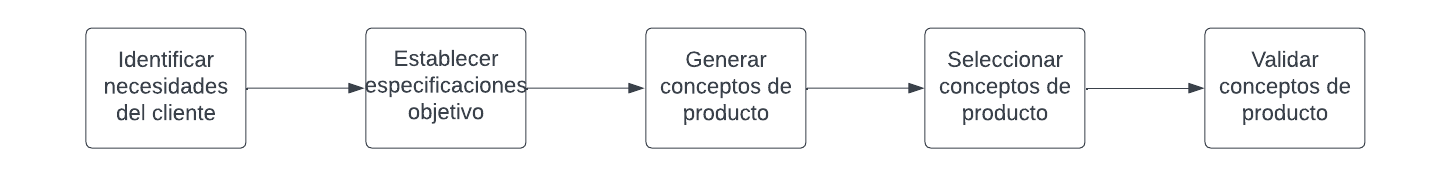 Identificar
necesidades
del cliente
Establecer
especificaciones
objetivo
Generar
conceptos de
producto
Seleccionar
conceptos de
producto
Validar
conceptos de
producto